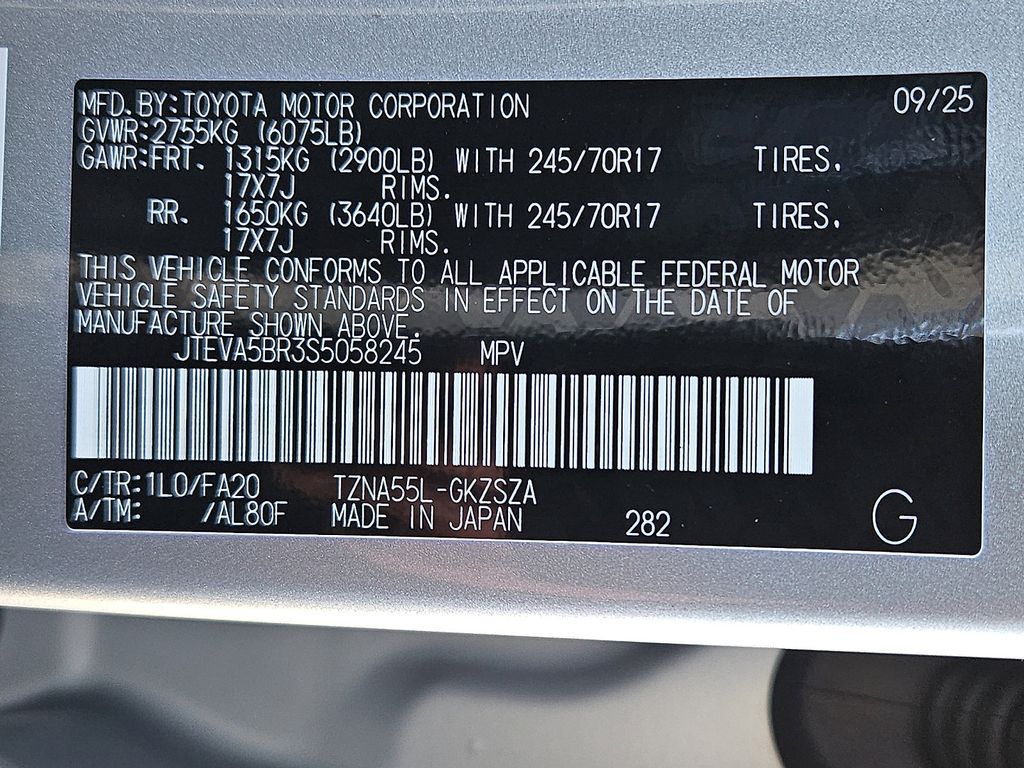 MFD.BY:TOYOTA MOTOR CORPORATION 09/25
GVWR:2755KG (6075LB)
GAWR:FRT. 1315KG (2900LB) WITH 245/70R17 TIRES.
17X7J RIMS.
RR. 1650KG (3640LB) WITH 245/70R17 TIRES.
17X7J RIMS.
THIS VEHICLE CONFORMS TO ALL APPLICABLE FEDERAL MOTOR
VEHICLE SAFETY STANDARDS IN EFFECT ON THE DATE OF
MANUFACTURE SHOWN ABOVE.
JTEVA5BR3S5058245 MPV
C/TR:1L0/FA20 TZNA55L-GKZSZA
A/TM: /AL80F MADE IN JAPAN 282 G